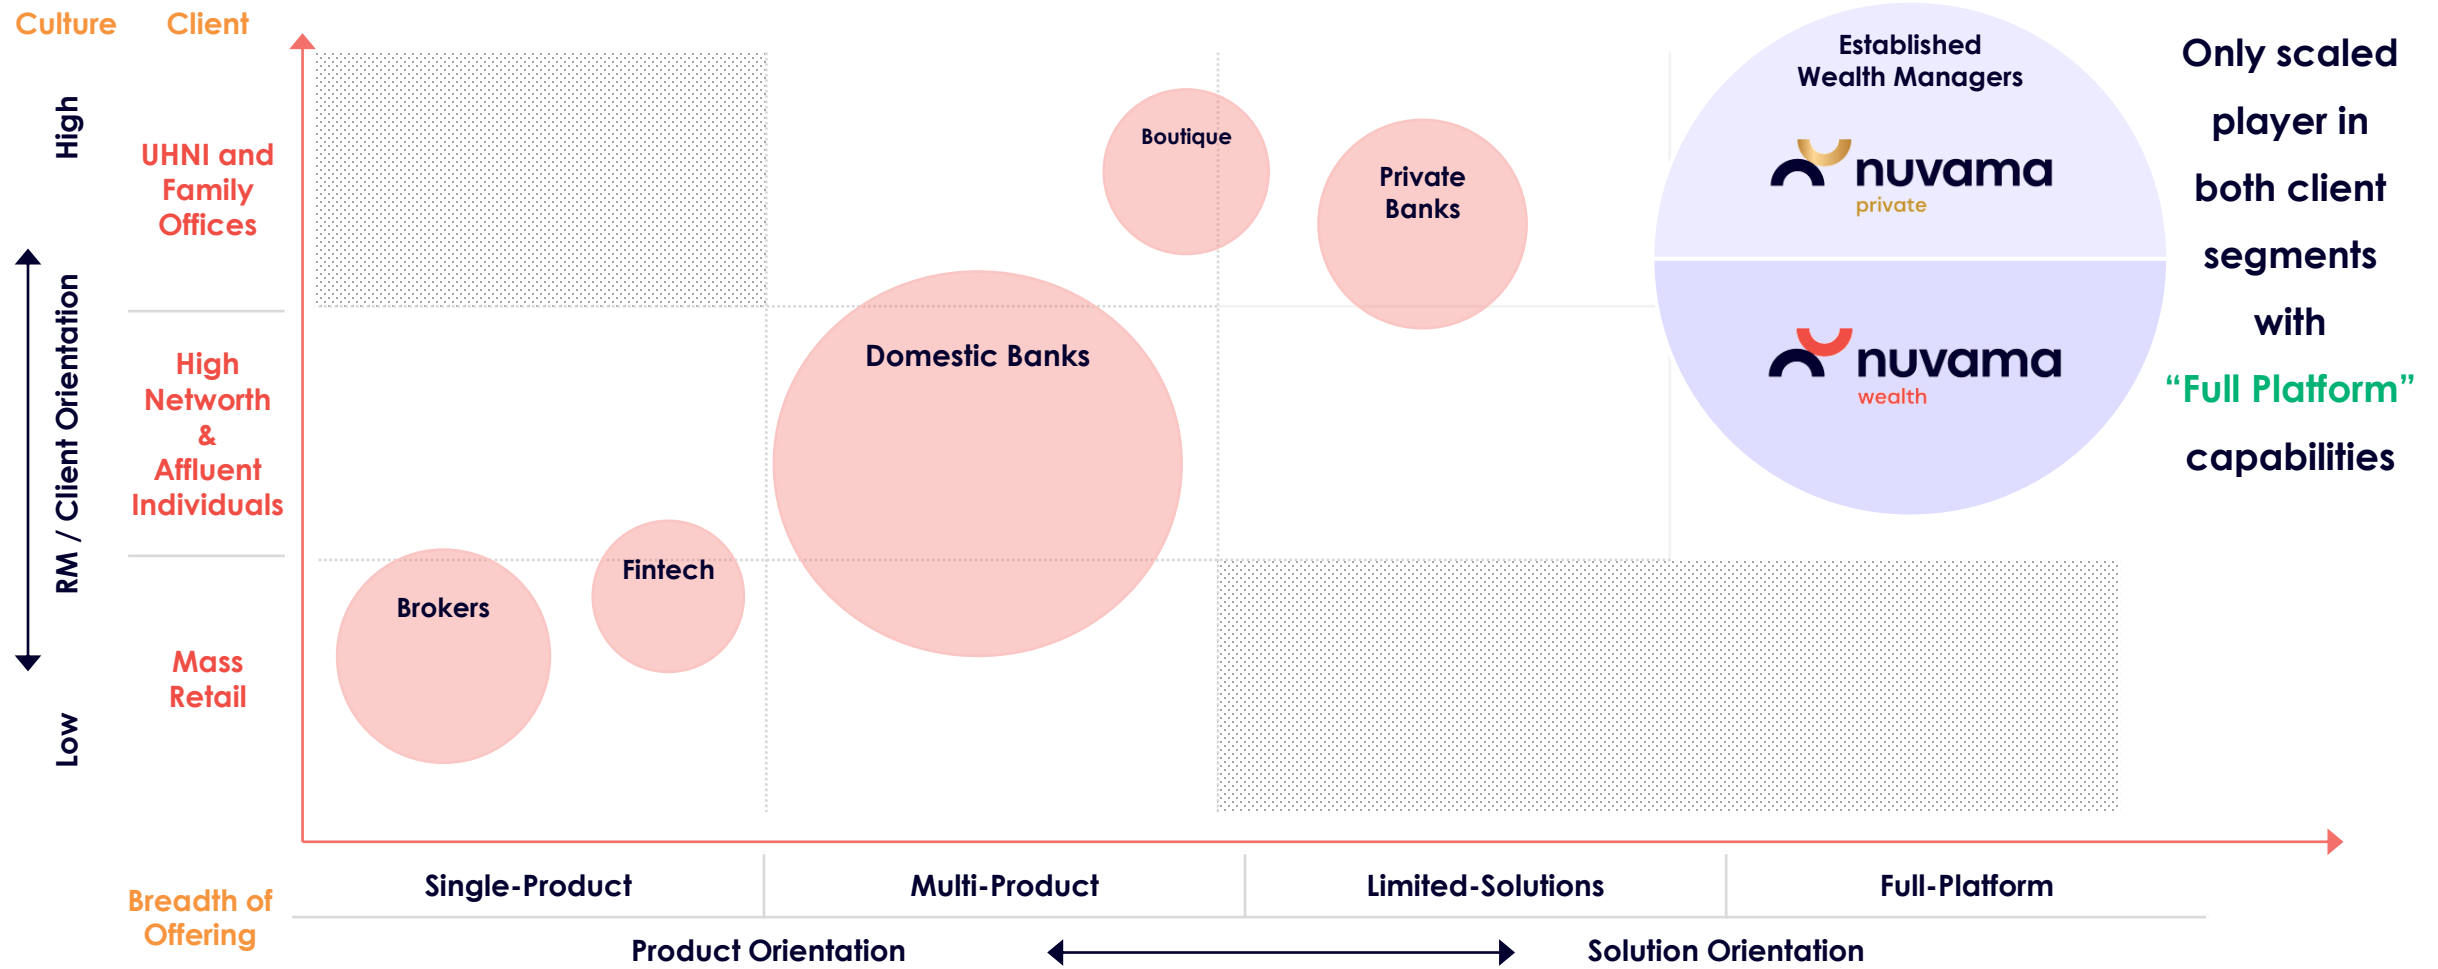 Culture
Client
High
RM / Client Orientation
Low
UHNI and
Family
Offices
High
Networth
&
Affluent
Individuals
Mass
Retail
Boutique
Private
Banks
Domestic Banks
Fintech
Brokers
Established
Wealth Managers
nuvama
private
nuvama
wealth
Only scaled
player in
both client
segments
with
“Full Platform”
capabilities
Breadth of
Offering
Single-Product
Multi-Product
Limited-Solutions
Full-Platform
Product Orientation
Solution Orientation